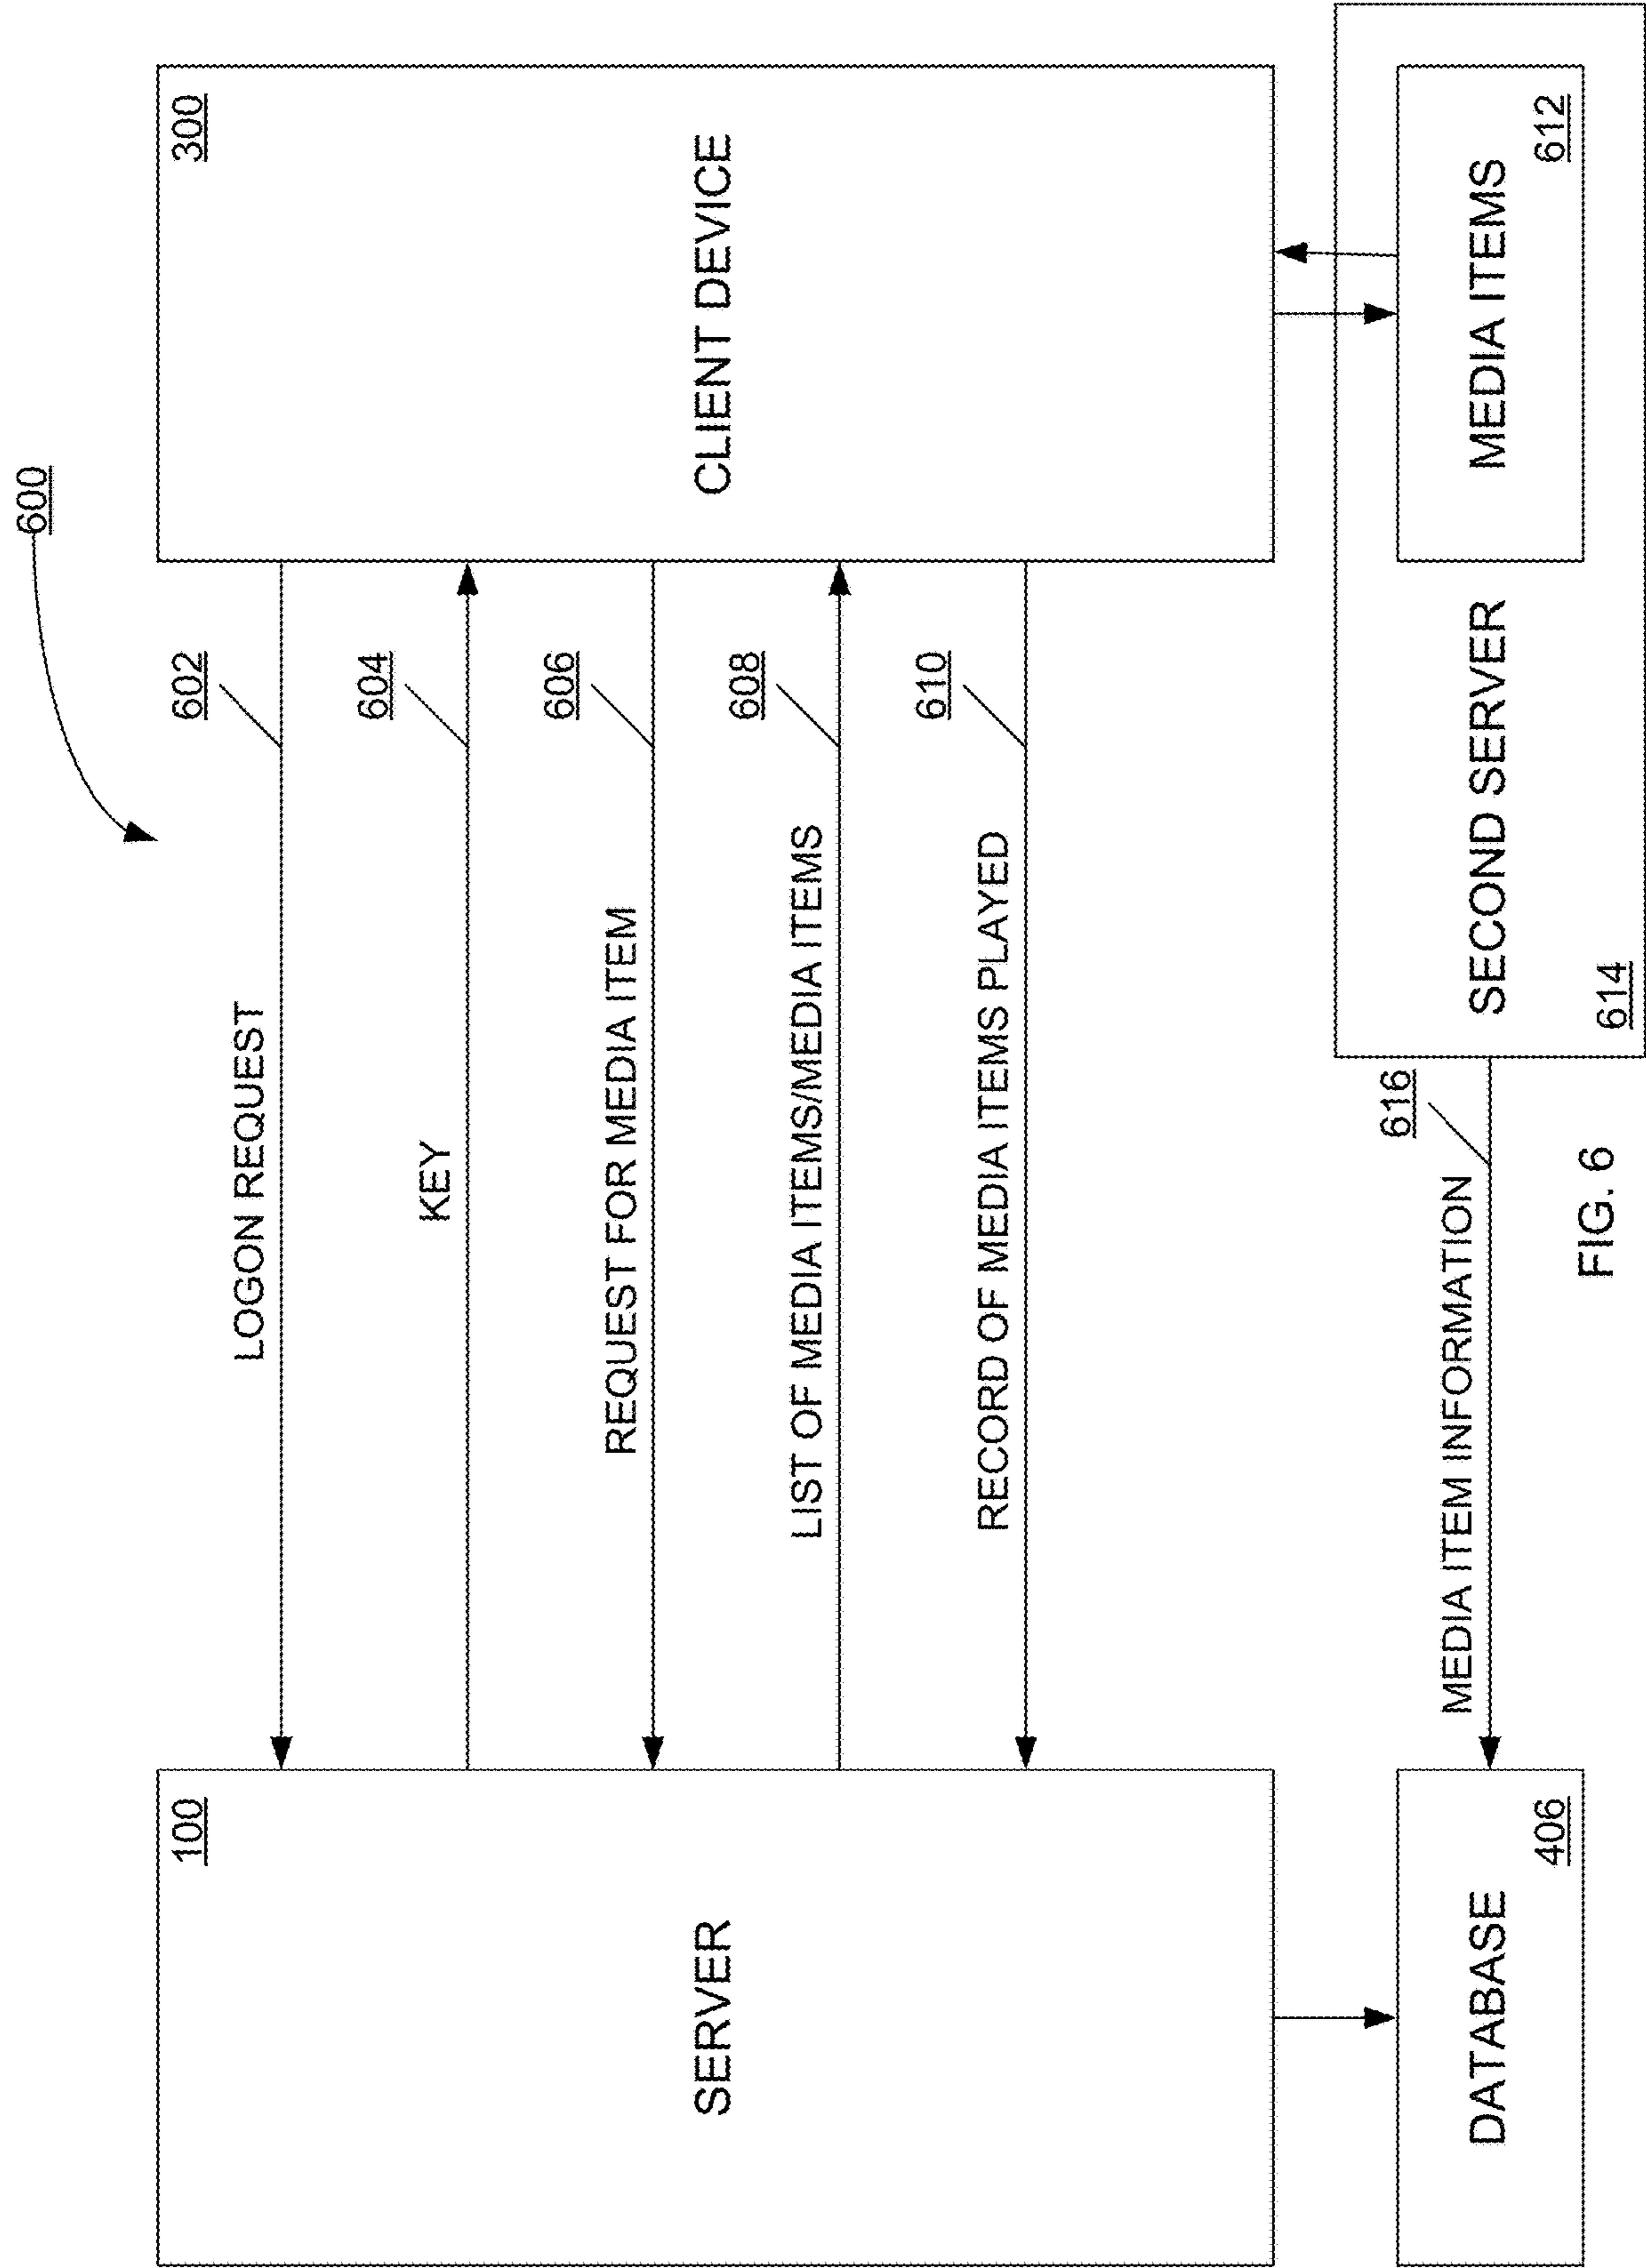 600
100
SERVER
300
CLIENT DEVICE
602
LOGON REQUEST
604
KEY
606
REQUEST FOR MEDIA ITEM
608
LIST OF MEDIA ITEMS/MEDIA ITEMS
610
RECORD OF MEDIA ITEMS PLAYED
DATABASE
406
616
MEDIA ITEM INFORMATION
SECOND SERVER
614
MEDIA ITEMS
612
FIG. 6